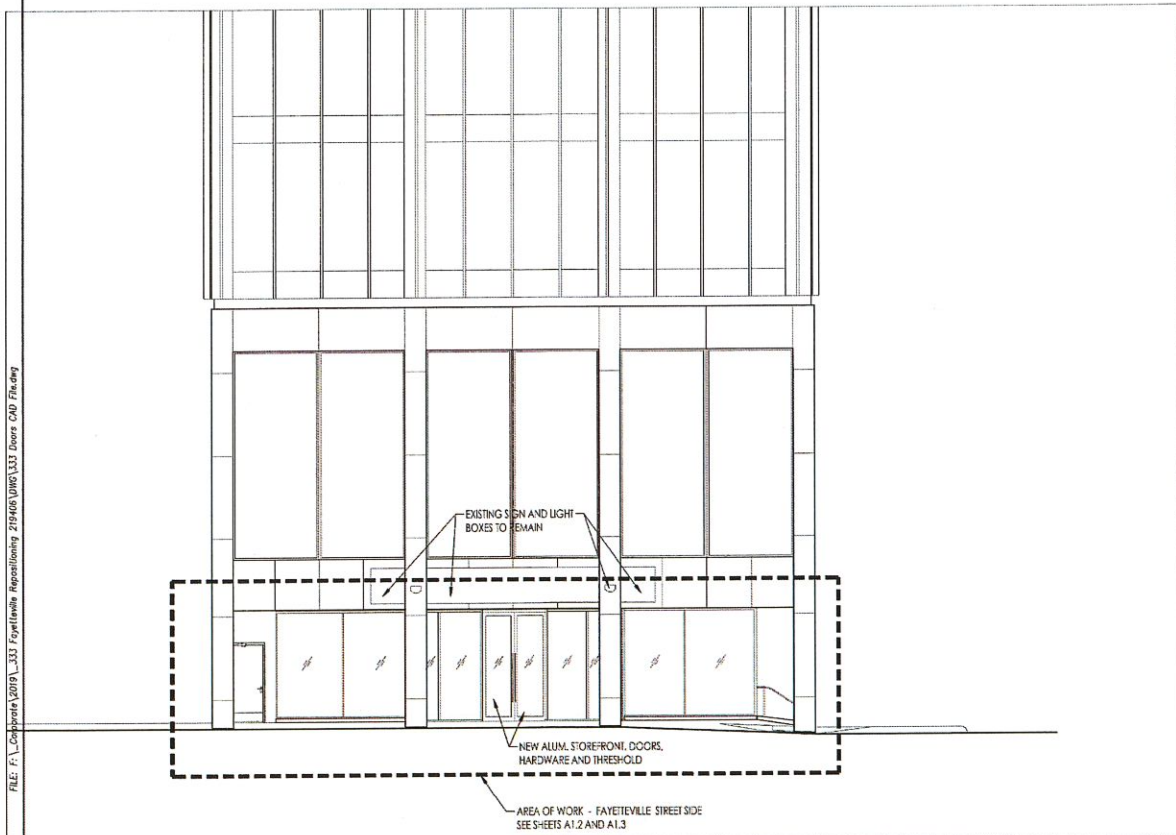 EXISTING SIGN AND LIGHT
BOXES TO REMAIN
NEW ALUM. STOREFRONT, DOORS,
HARDWARE AND THRESHOLD
AREA OF WORK - FAYETTEVILLE STREET SIDE
SEE SHEETS A1.2 AND A1.3
FILE: F:\_Corporate\2019\_333 Fayetteville Repositioning 219406\DWG\333 Doors CAD File.dwg